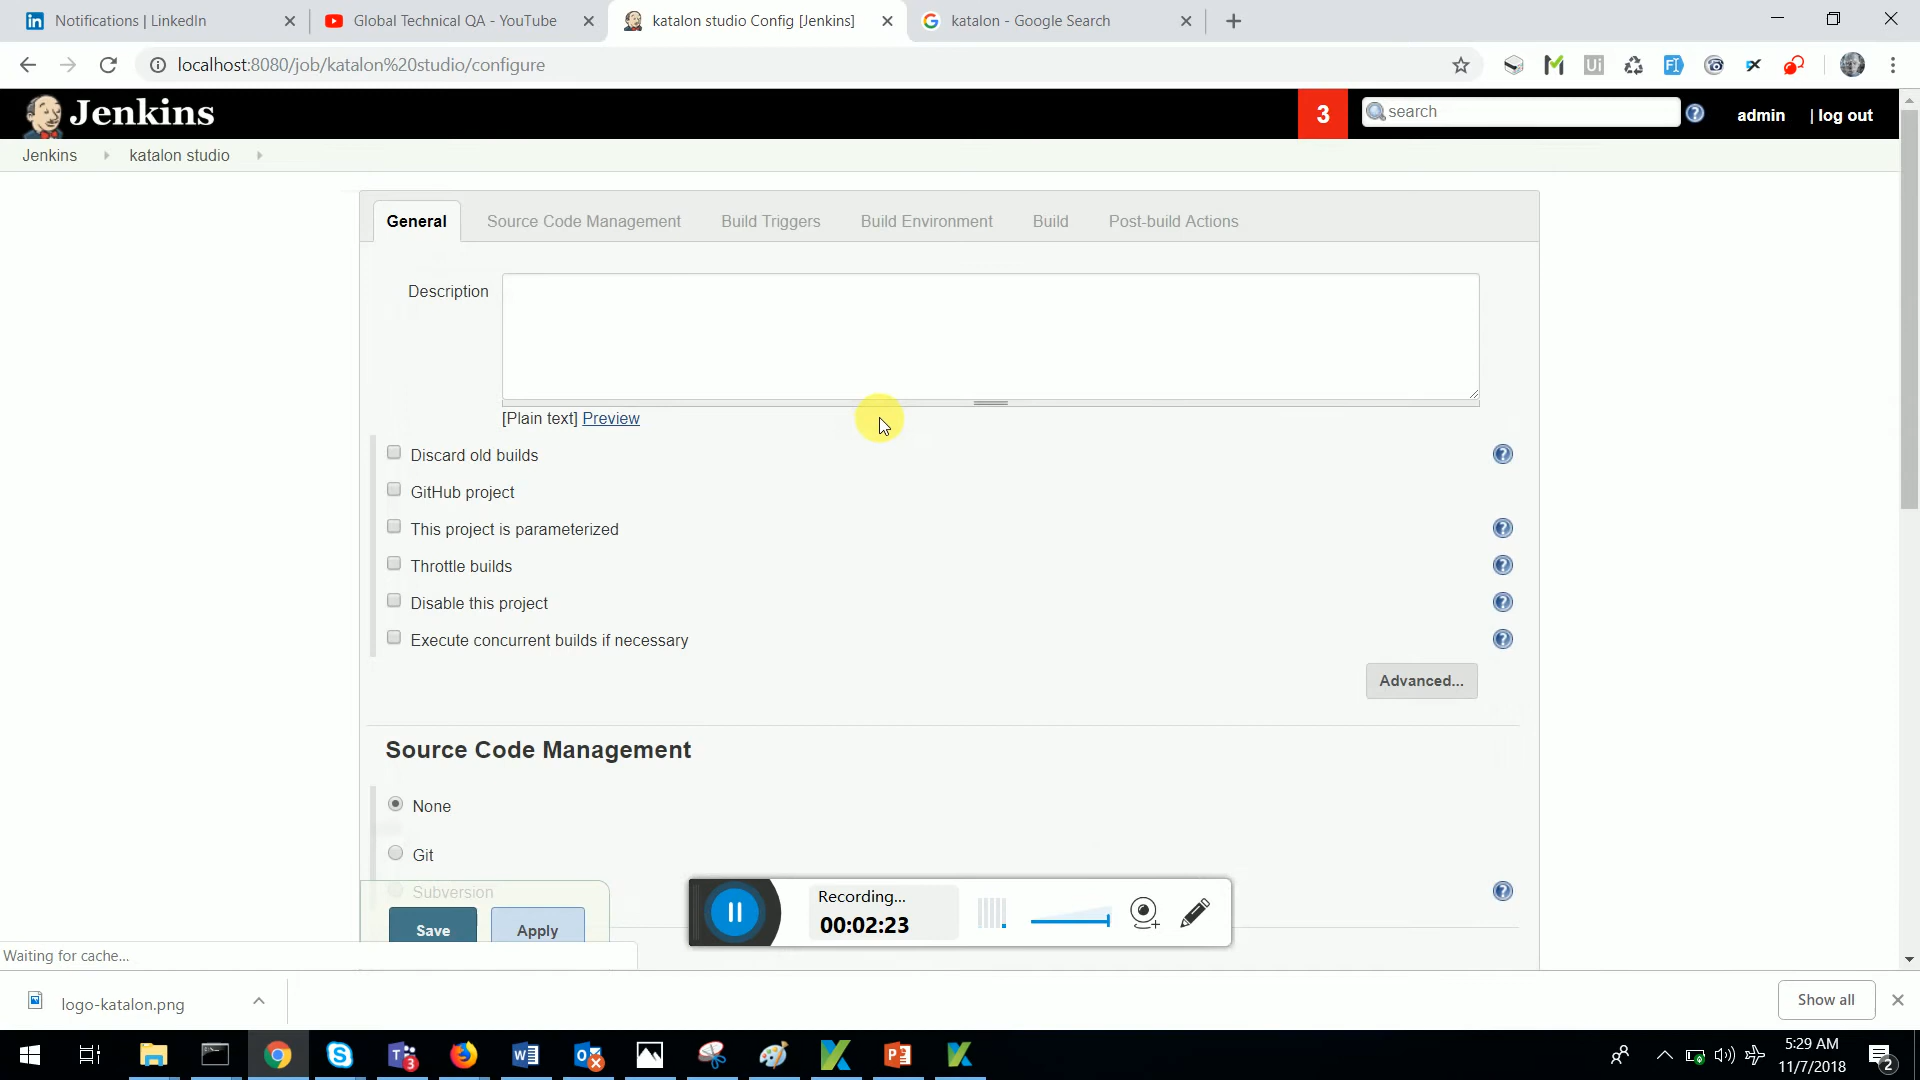 Notifications | LinkedIn
Global Technical QA - YouTube
katalon studio Config [Jenkins]
katalon - Google Search
localhost:8080/job/katalon%20studio/configure
Jenkins
3
search
admin
| log out
Jenkins
katalon studio
General
Source Code Management
Build Triggers
Build Environment
Build
Post-build Actions
Description
[Plain text] Preview
Discard old builds
GitHub project
This project is parameterized
Throttle builds
Disable this project
Execute concurrent builds if necessary
Advanced...
Source Code Management
None
Git
Subversion
Save
Apply
Recording...
00:02:23
Waiting for cache...
logo-katalon.png
Show all
5:29 AM
11/7/2018
2